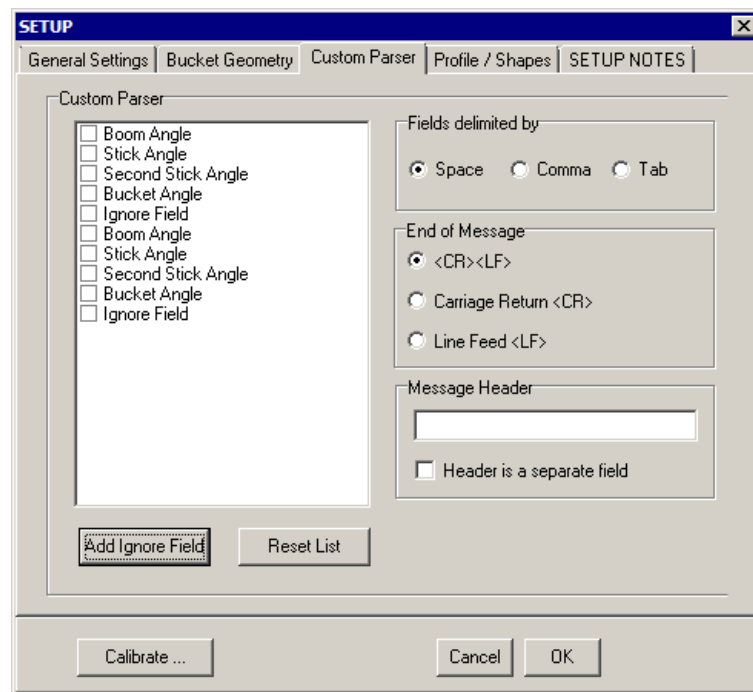 SETUP
General Settings Bucket Geometry Custom Parser Profile / Shapes SETUP NOTES
Custom Parser
Boom Angle
Stick Angle
Second Stick Angle
Bucket Angle
Ignore Field
Boom Angle
Stick Angle
Second Stick Angle
Bucket Angle
Ignore Field
Fields delimited by
Space Comma Tab
End of Message
<CR><LF>
Carriage Return <CR>
Line Feed <LF>
Message Header
Header is a separate field
Add Ignore Field Reset List
Calibrate ... Cancel OK